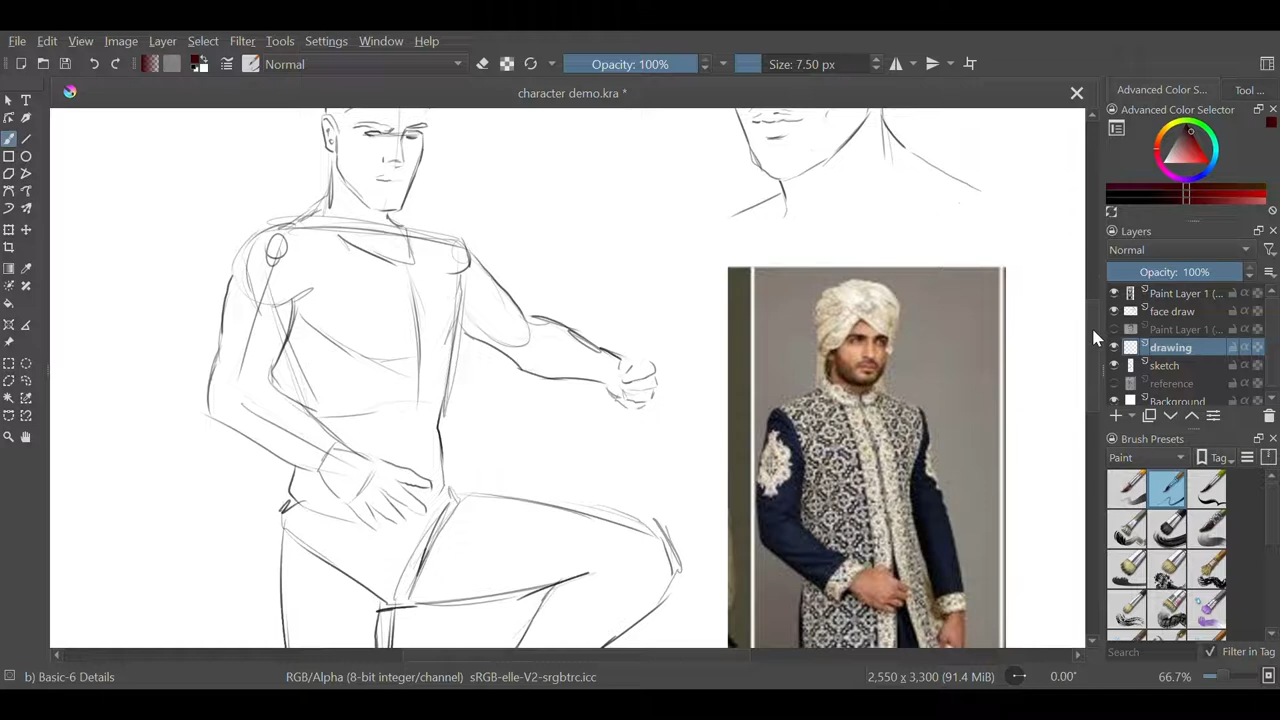 File Edit View Image Layer Select Filter Tools Settings Window Help
Normal Opacity: 100% Size: 7.50 px
character demo.kra *
Advanced Color S... Tool ...
Advanced Color Selector
Layers
Normal
Opacity: 100%
Paint Layer 1 (...
face draw
Paint Layer 1 (...
drawing
sketch
reference
Background
Brush Presets
Paint Tag
Search Filter in Tag
b) Basic-6 Details RGB/Alpha (8-bit integer/channel) sRGB-elle-V2-srgbtrc.icc 2,550 x 3,300 (91.4 MiB) 0.00° 66.7%